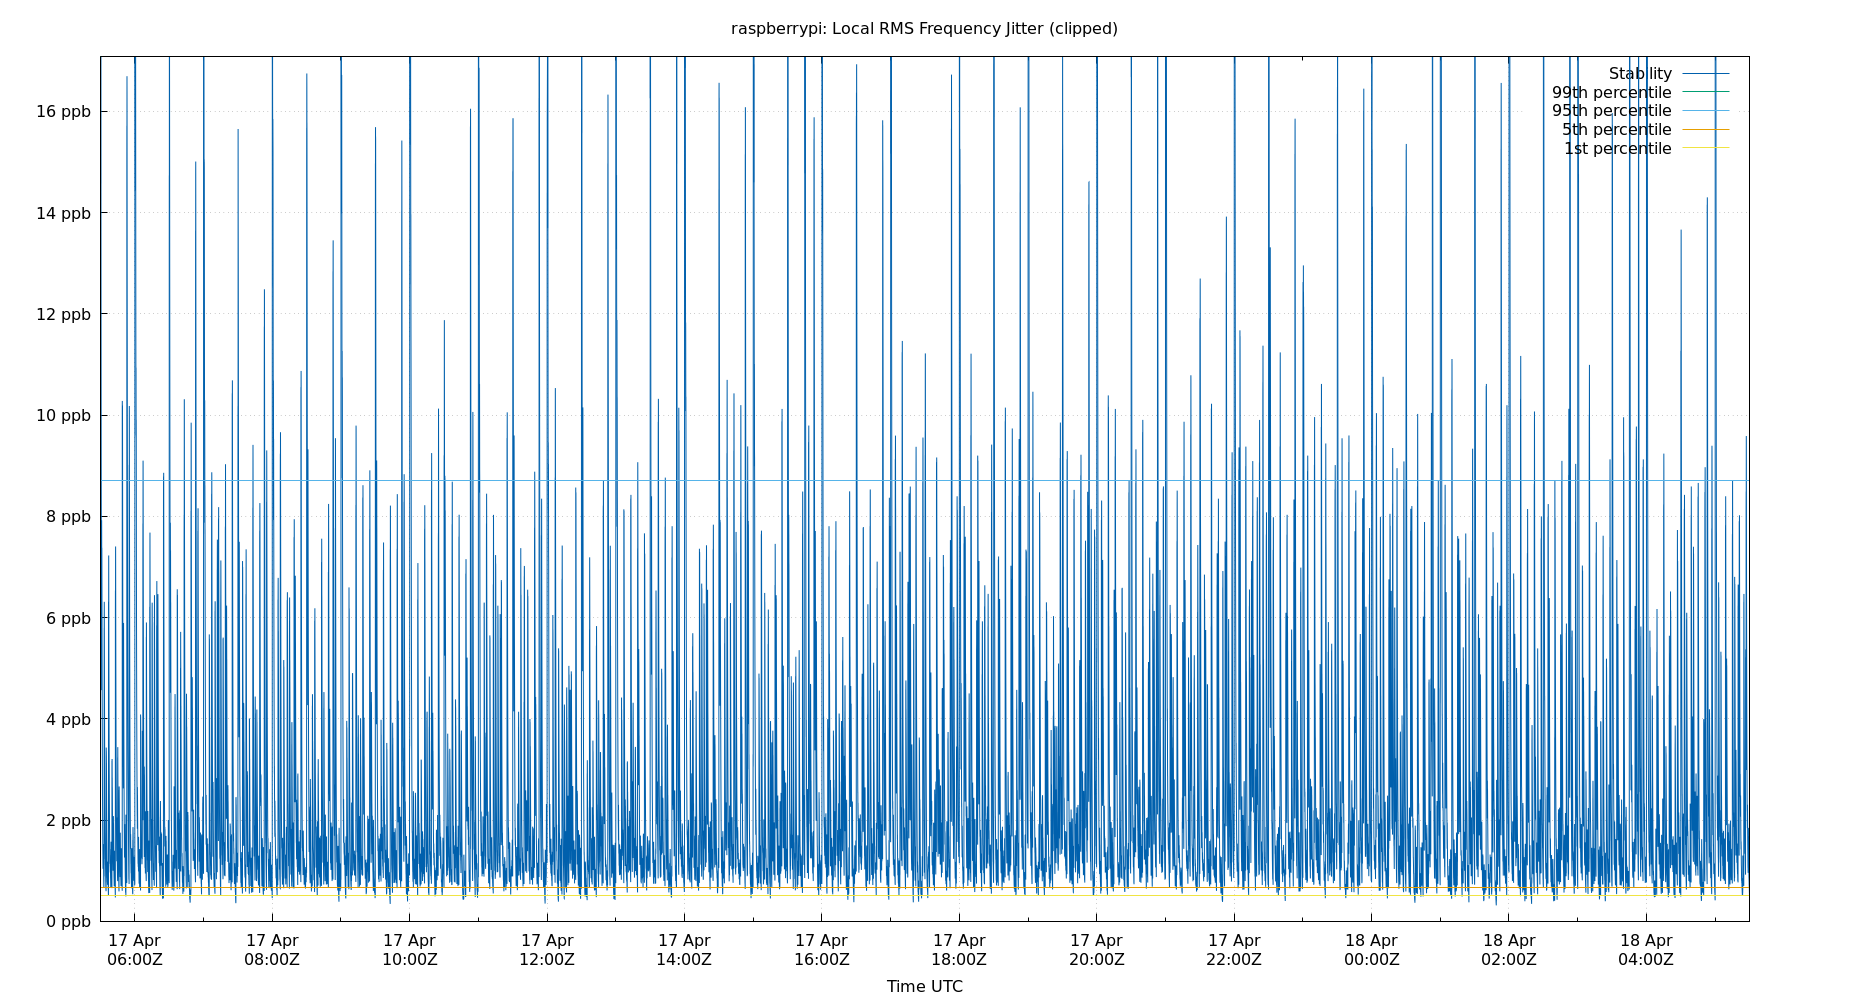 raspberrypi: Local RMS Frequency Jitter (clipped)
Stability
99th percentile
95th percentile
5th percentile
1st percentile
16 ppb
14 ppb
12 ppb
10 ppb
8 ppb
6 ppb
4 ppb
2 ppb
0 ppb
17 Apr 17 Apr 17 Apr 17 Apr 17 Apr 17 Apr 17 Apr 17 Apr 17 Apr 18 Apr 18 Apr 18 Apr
06:00Z 08:00Z 10:00Z 12:00Z 14:00Z 16:00Z 18:00Z 20:00Z 22:00Z 00:00Z 02:00Z 04:00Z
Time UTC